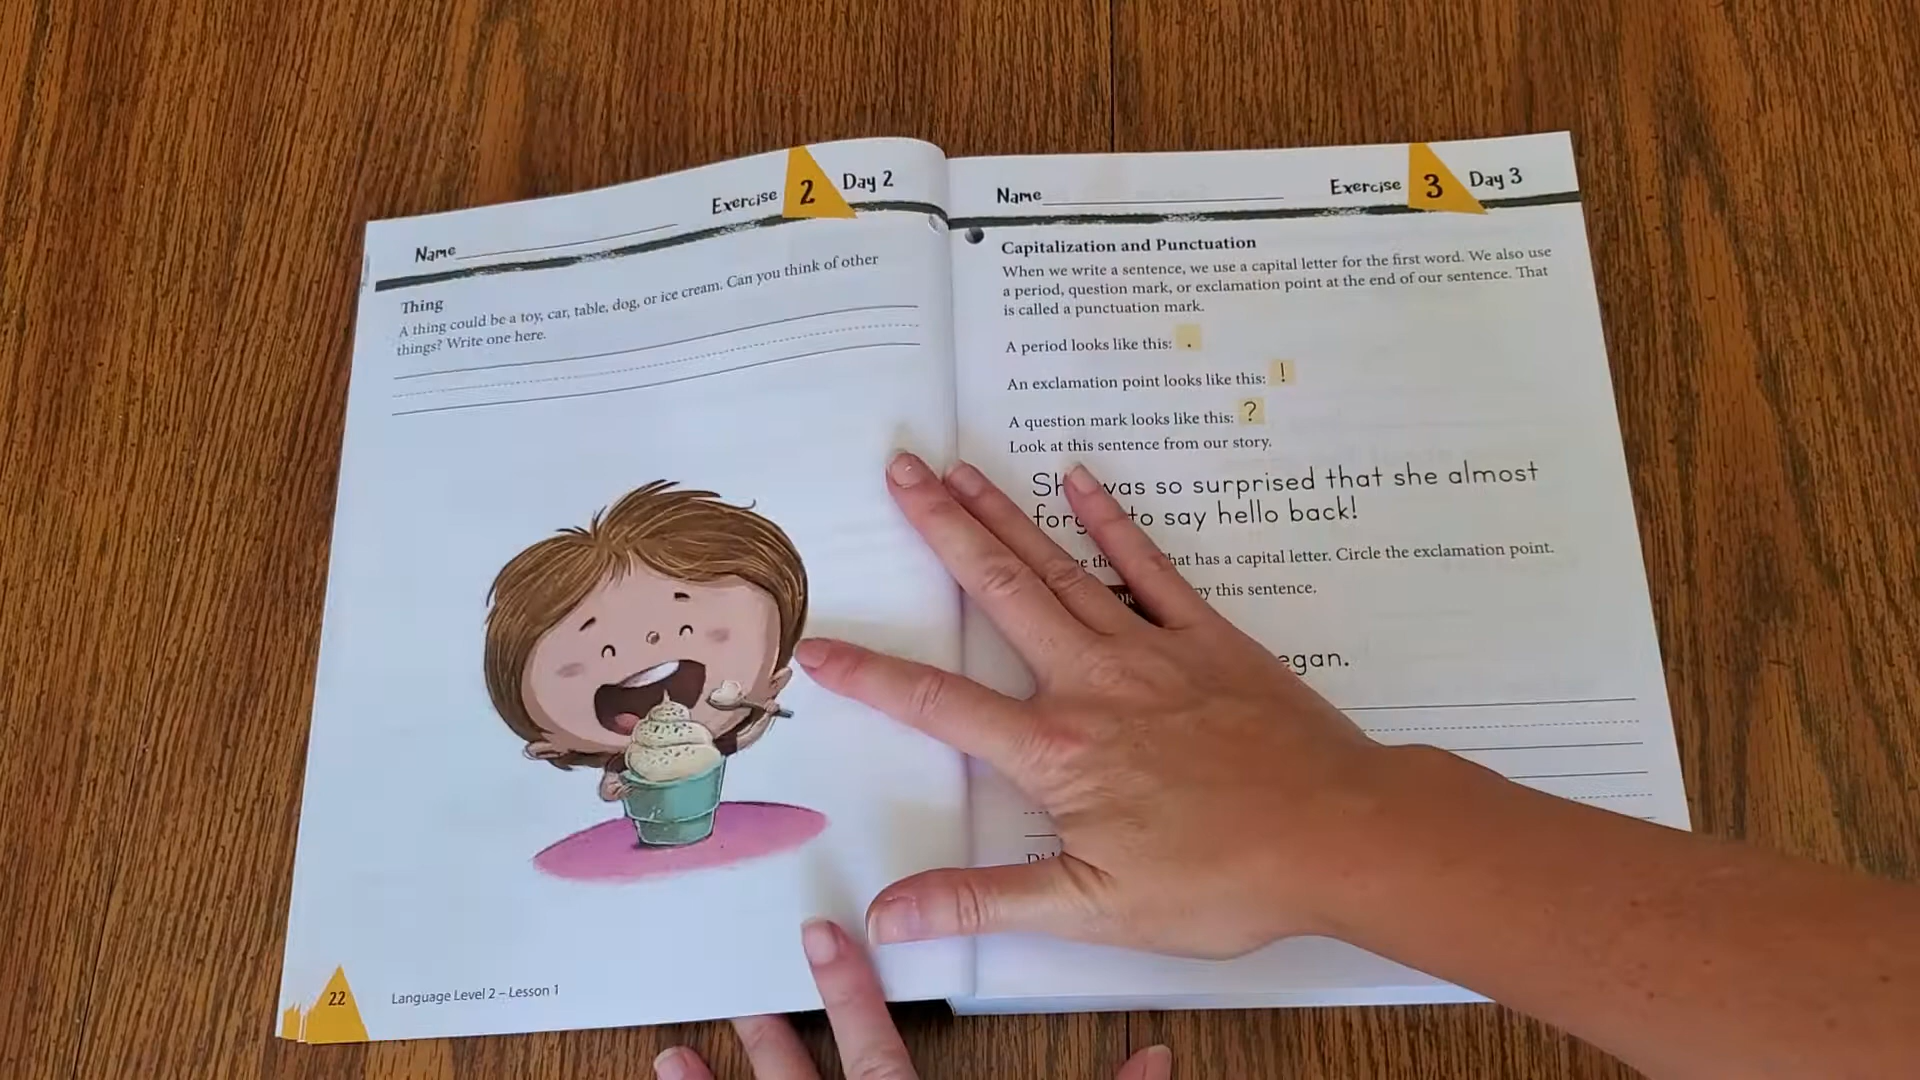 Exercise 2 Day 2
Name
Thing
A thing could be a toy, car, table, dog, or ice cream. Can you think of other
things? Write one here.
22
Language Level 2 – Lesson 1
Name Exercise 3 Day 3
Capitalization and Punctuation
When we write a sentence, we use a capital letter for the first word. We also use
a period, question mark, or exclamation point at the end of our sentence. That
is called a punctuation mark.
A period looks like this: .
An exclamation point looks like this: !
A question mark looks like this: ?
Look at this sentence from our story.
was so surprised that she almost
to say hello back!
has a capital letter. Circle the exclamation point.
this sentence.